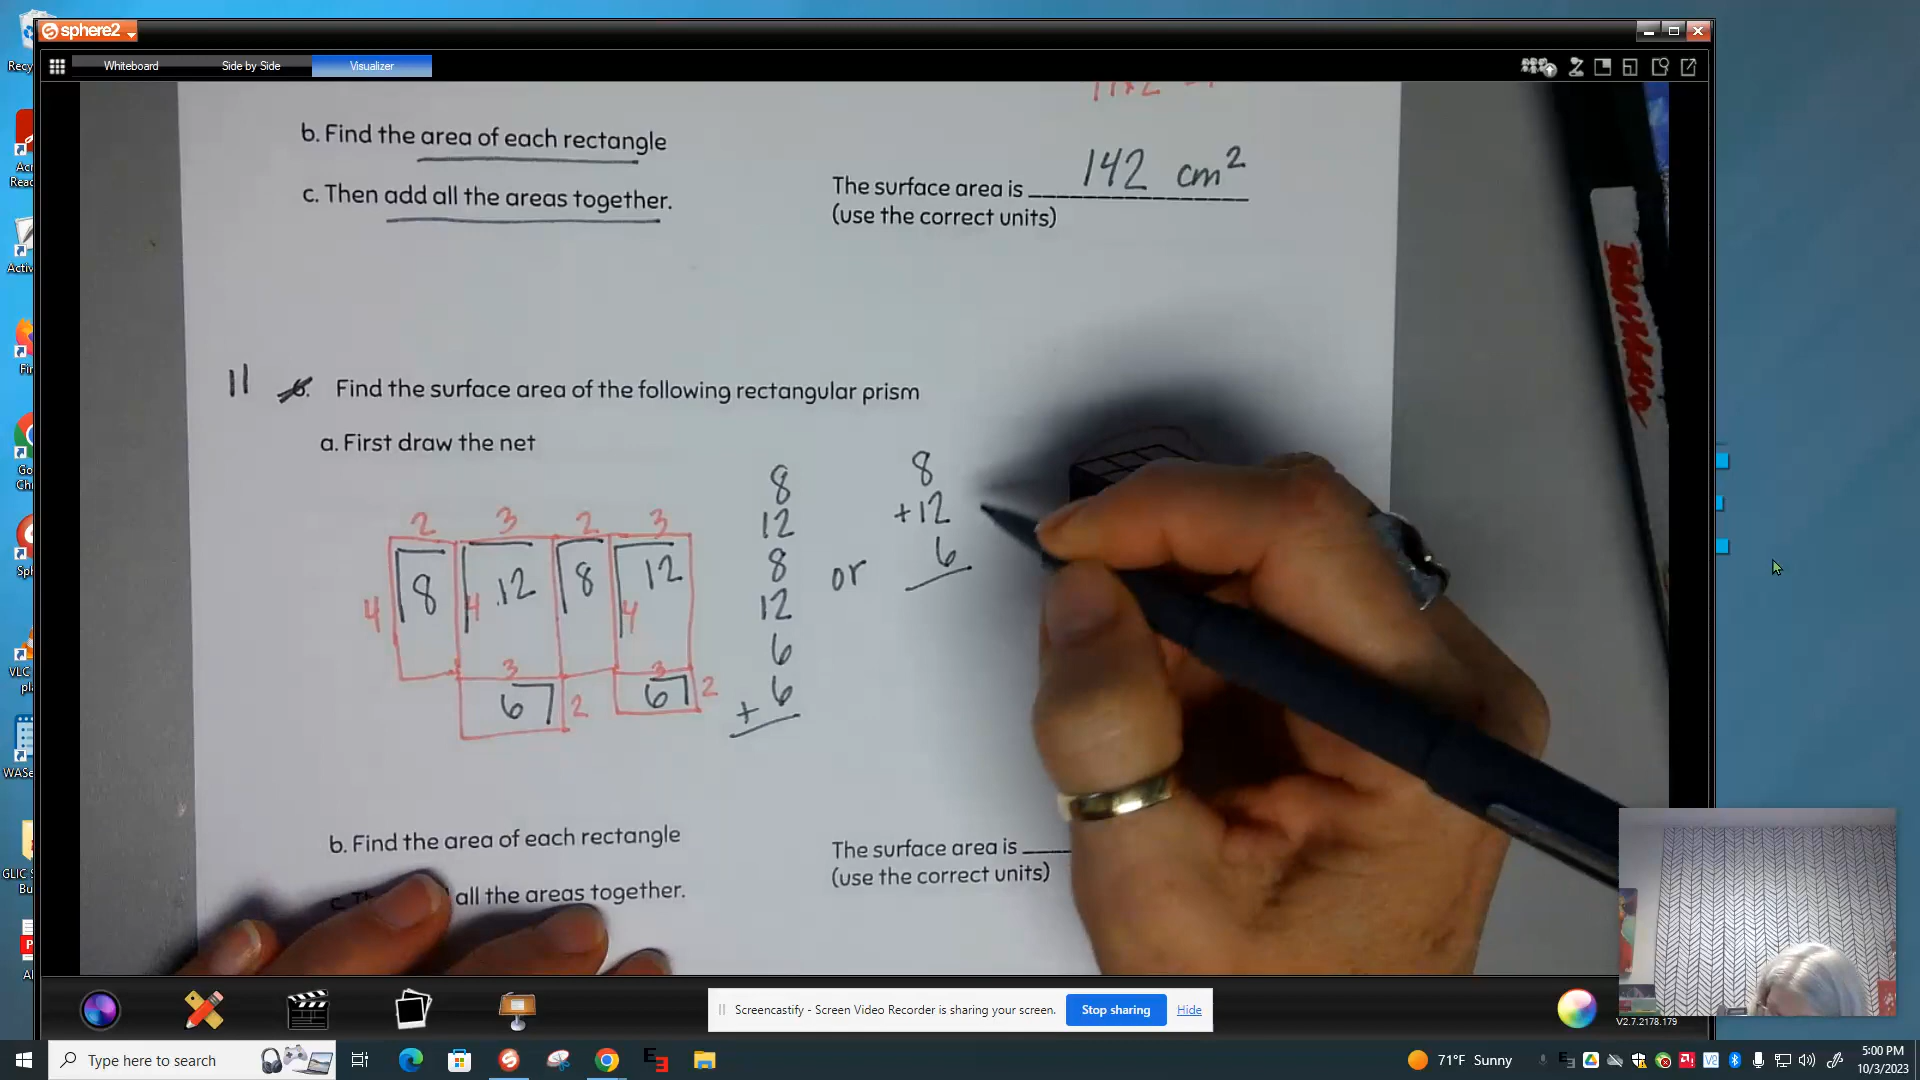 sphere2
Whiteboard Side by Side Visualizer
b. Find the area of each rectangle
142 cm²
c. Then add all the areas together.
The surface area is
(use the correct units)
11 Find the surface area of the following rectangular prism
a. First draw the net
8
12
8
12
6
+ 6
or
8
+12
6
2 3 2 3
4 8 4 12 8 4 12
3 3
6 2 6 2
b. Find the area of each rectangle
The surface area is
(use the correct units)
all the areas together.
Screencastify - Screen Video Recorder is sharing your screen. Stop sharing Hide
V2.7.2178.179
Type here to search
71°F Sunny
5:00 PM
10/3/2023